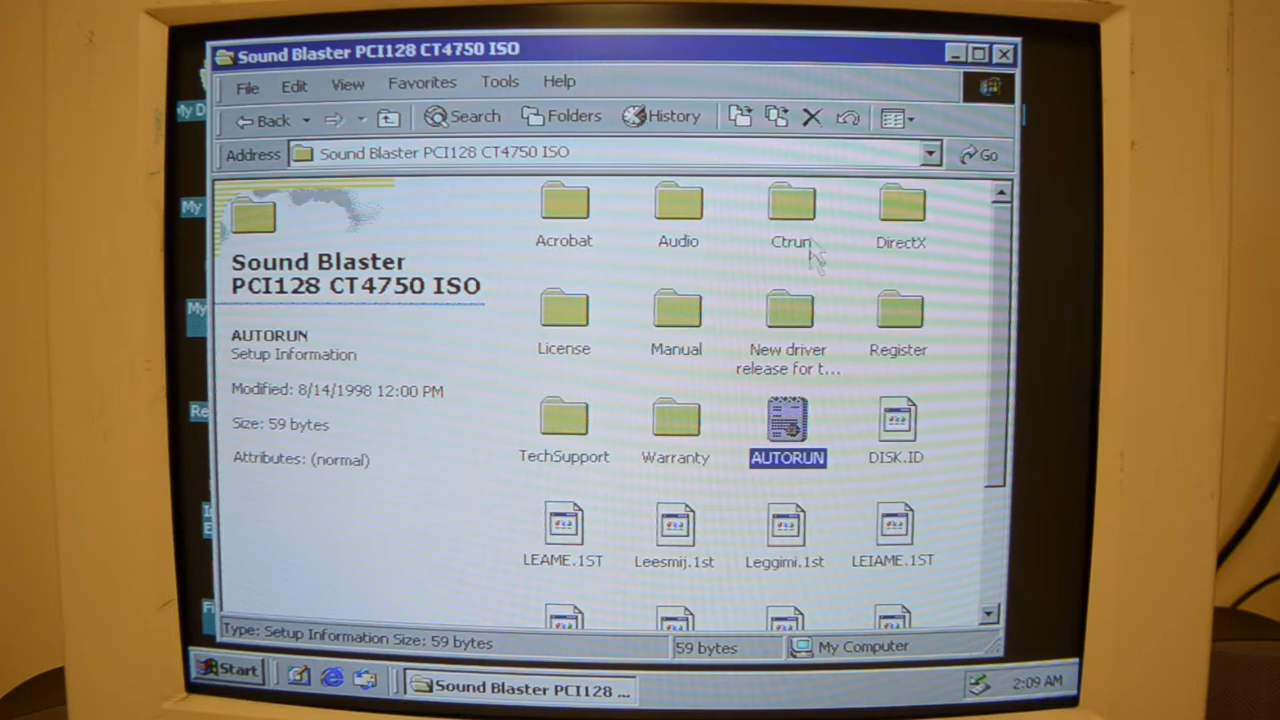 Sound Blaster PCI128 CT4750 ISO
File Edit View Favorites Tools Help
Back Search Folders History
Address Sound Blaster PCI128 CT4750 ISO Go
Sound Blaster
PCI128 CT4750 ISO
AUTORUN
Setup Information
Modified: 8/14/1998 12:00 PM
Size: 59 bytes
Attributes: (normal)
Acrobat Audio Ctrun DirectX
License Manual New driver Register
release for t...
TechSupport Warranty AUTORUN DISK.ID
LEAME.1ST Leesmij.1st Leggimi.1st LEIAME.1ST
My D
My
My
Re
Type: Setup Information Size: 59 bytes 59 bytes My Computer
Start Sound Blaster PCI128 ... 2:09 AM